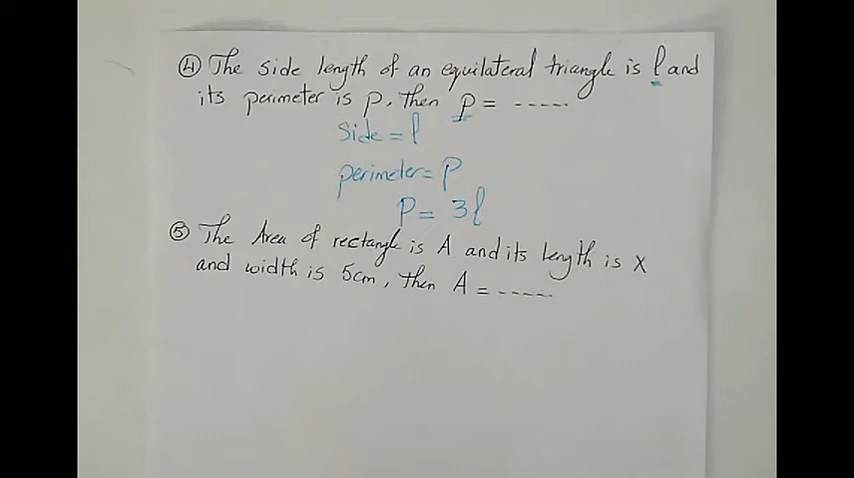 ④ The side length of an equilateral triangle is l and
its perimeter is p, then P = -----
side = l
perimeter = P
P = 3l
⑤ The Area of rectangle is A and its length is X
and width is 5cm, then A = -----